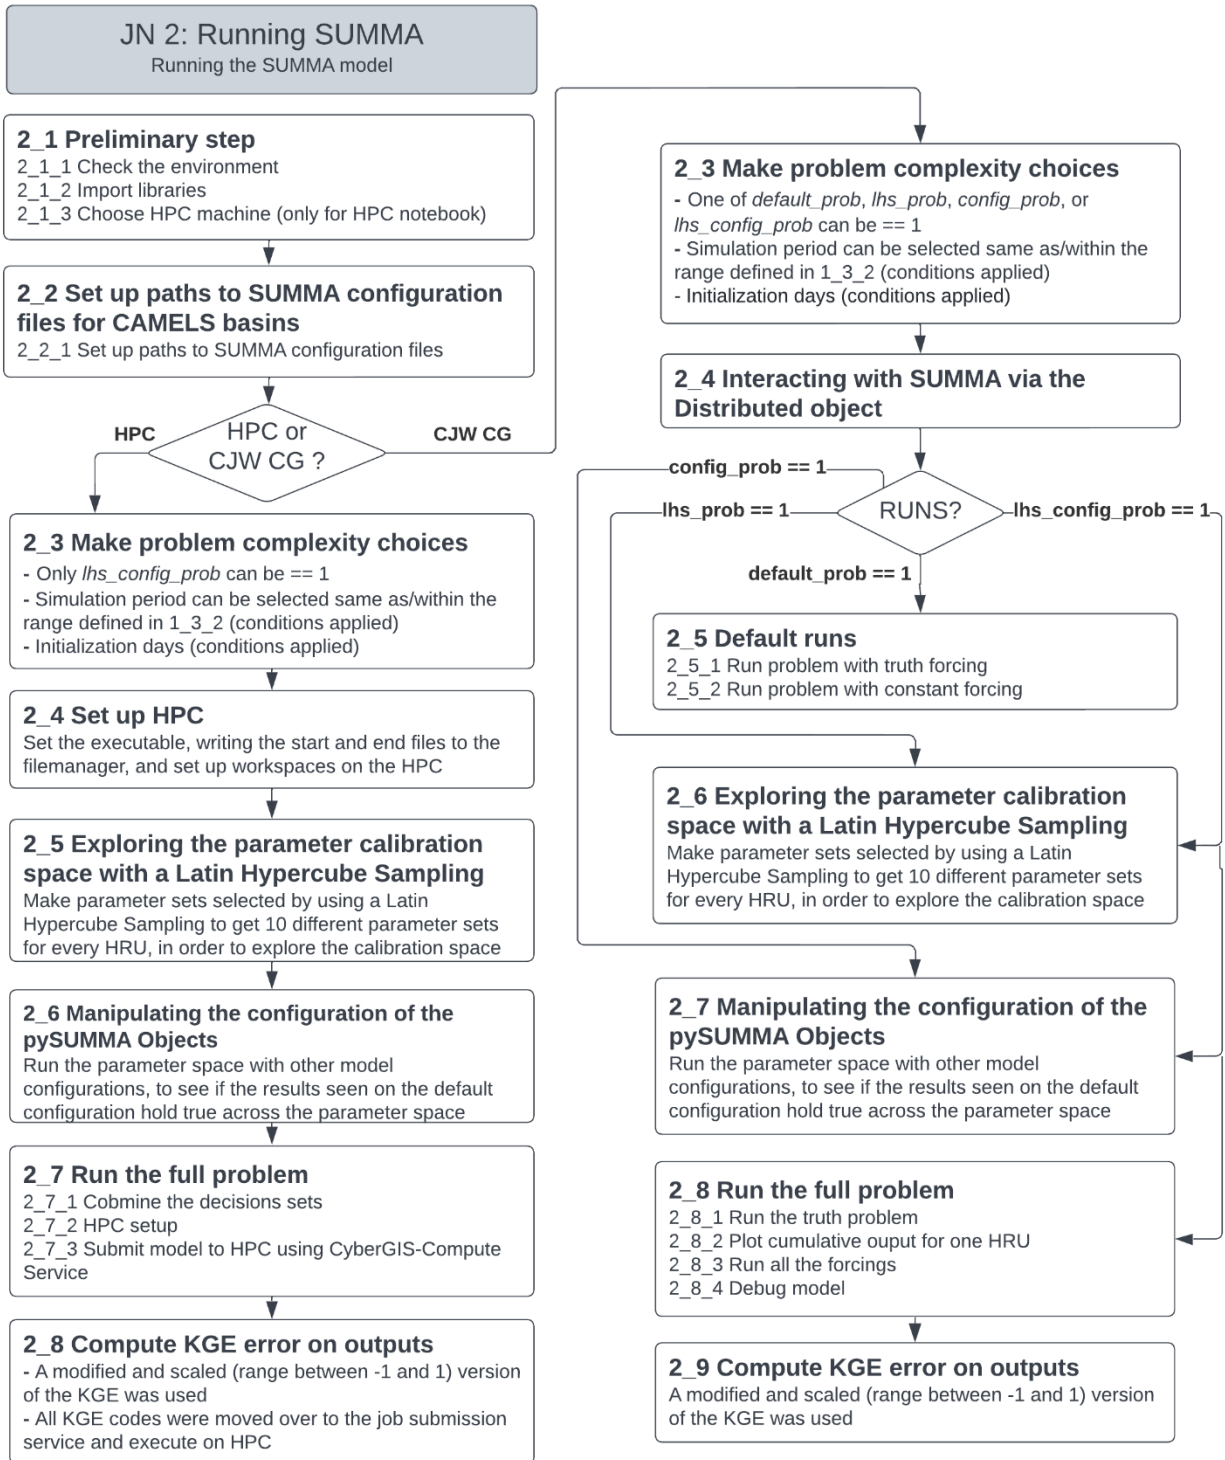 JN 2: Running SUMMA
Running the SUMMA model
2_1 Preliminary step
2_1_1 Check the environment
2_1_2 Import libraries
2_1_3 Choose HPC machine (only for HPC notebook)
2_2 Set up paths to SUMMA configuration
files for CAMELS basins
2_2_1 Set up paths to SUMMA configuration files
HPC
HPC or
CJW CG ?
CJW CG
2_3 Make problem complexity choices
- Only lhs_config_prob can be == 1
- Simulation period can be selected same as/within the
range defined in 1_3_2 (conditions applied)
- Initialization days (conditions applied)
2_4 Set up HPC
Set the executable, writing the start and end files to the
filemanager, and set up workspaces on the HPC
2_5 Exploring the parameter calibration
space with a Latin Hypercube Sampling
Make parameter sets selected by using a Latin
Hypercube Sampling to get 10 different parameter sets
for every HRU, in order to explore the calibration space
2_6 Manipulating the configuration of the
pySUMMA Objects
Run the parameter space with other model
configurations, to see if the results seen on the default
configuration hold true across the parameter space
2_7 Run the full problem
2_7_1 Cobmine the decisions sets
2_7_2 HPC setup
2_7_3 Submit model to HPC using CyberGIS-Compute
Service
2_8 Compute KGE error on outputs
- A modified and scaled (range between -1 and 1) version
of the KGE was used
- All KGE codes were moved over to the job submission
service and execute on HPC
2_3 Make problem complexity choices
- One of default_prob, lhs_prob, config_prob, or
lhs_config_prob can be == 1
- Simulation period can be selected same as/within the
range defined in 1_3_2 (conditions applied)
- Initialization days (conditions applied)
2_4 Interacting with SUMMA via the
Distributed object
config_prob == 1
lhs_prob == 1
RUNS?
lhs_config_prob == 1
default_prob == 1
2_5 Default runs
2_5_1 Run problem with truth forcing
2_5_2 Run problem with constant forcing
2_6 Exploring the parameter calibration
space with a Latin Hypercube Sampling
Make parameter sets selected by using a Latin
Hypercube Sampling to get 10 different parameter sets
for every HRU, in order to explore the calibration space
2_7 Manipulating the configuration of the
pySUMMA Objects
Run the parameter space with other model
configurations, to see if the results seen on the default
configuration hold true across the parameter space
2_8 Run the full problem
2_8_1 Run the truth problem
2_8_2 Plot cumulative ouput for one HRU
2_8_3 Run all the forcings
2_8_4 Debug model
2_9 Compute KGE error on outputs
A modified and scaled (range between -1 and 1) version
of the KGE was used